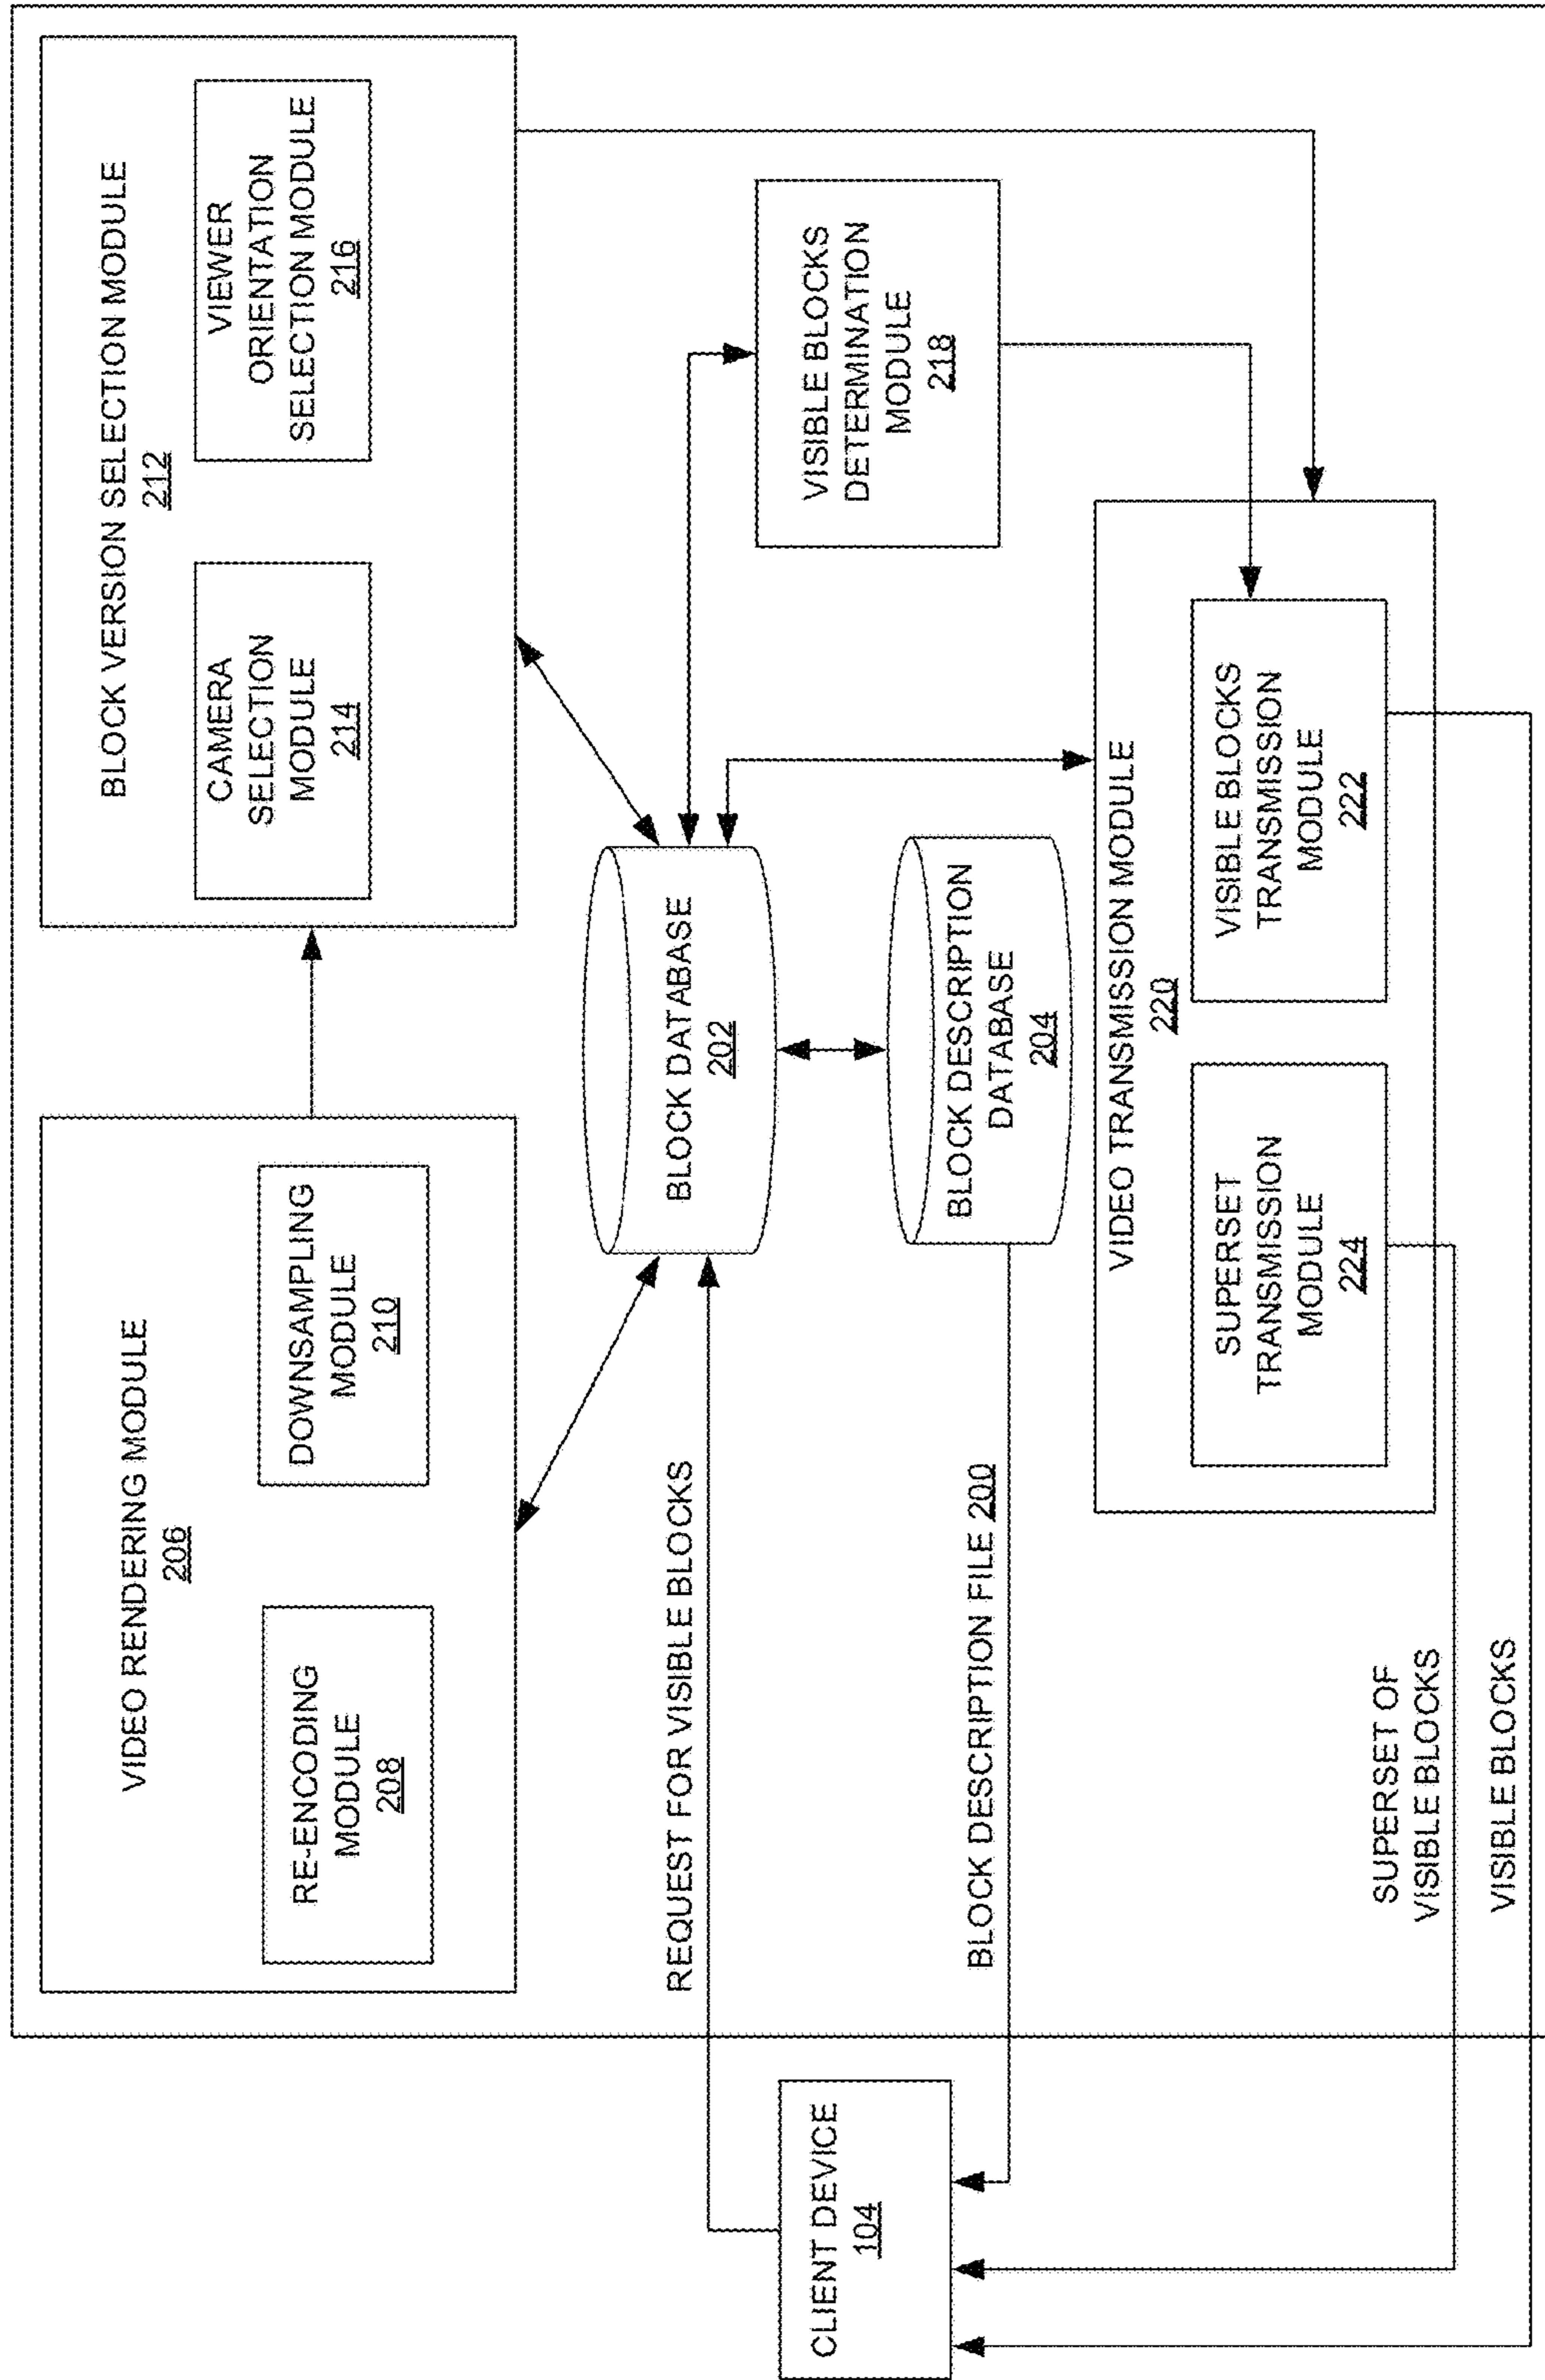 VIDEO RENDERING MODULE
206
RE-ENCODING
MODULE
208
DOWNSAMPLING
MODULE
210
BLOCK VERSION SELECTION MODULE
212
CAMERA
SELECTION
MODULE
214
VIEWER
ORIENTATION
SELECTION MODULE
216
REQUEST FOR VISIBLE BLOCKS
BLOCK DATABASE
202
VISIBLE BLOCKS
DETERMINATION
MODULE
218
CLIENT DEVICE
104
BLOCK DESCRIPTION FILE 200
BLOCK DESCRIPTION
DATABASE
204
VIDEO TRANSMISSION MODULE
220
SUPERSET
TRANSMISSION
MODULE
224
VISIBLE BLOCKS
TRANSMISSION
MODULE
222
SUPERSET OF
VISIBLE BLOCKS
VISIBLE BLOCKS